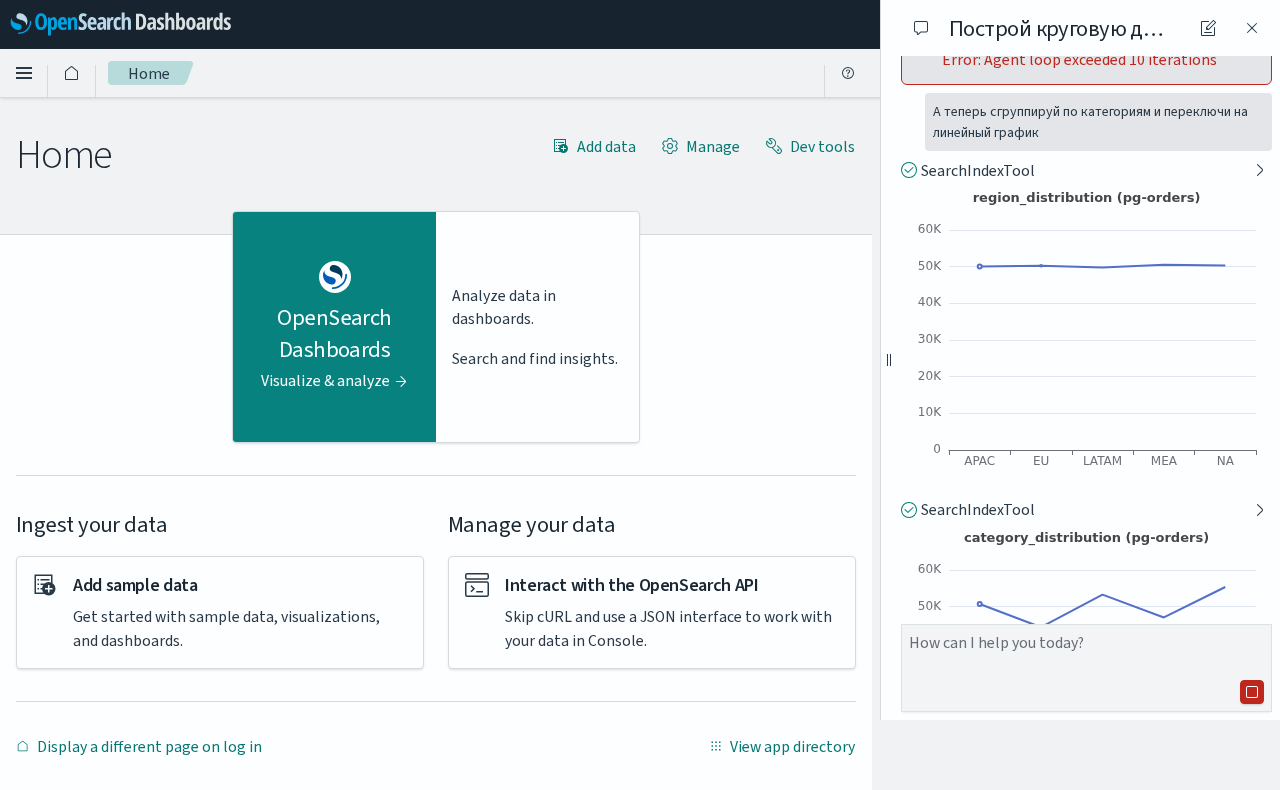 OpenSearch Dashboards
Home
Home
Add data
Manage
Dev tools
OpenSearch
Dashboards
Visualize & analyze →
Analyze data in
dashboards.
Search and find insights.
Ingest your data
Add sample data
Get started with sample data, visualizations,
and dashboards.
Manage your data
Interact with the OpenSearch API
Skip cURL and use a JSON interface to work with
your data in Console.
Display a different page on log in
View app directory
Построй круговую д...
Error: Agent loop exceeded 10 iterations
А теперь сгруппируй по категориям и переключи на
линейный график
SearchIndexTool
region_distribution (pg-orders)
60K
50K
40K
30K
20K
10K
0
APAC EU LATAM MEA NA
SearchIndexTool
category_distribution (pg-orders)
60K
50K
How can I help you today?